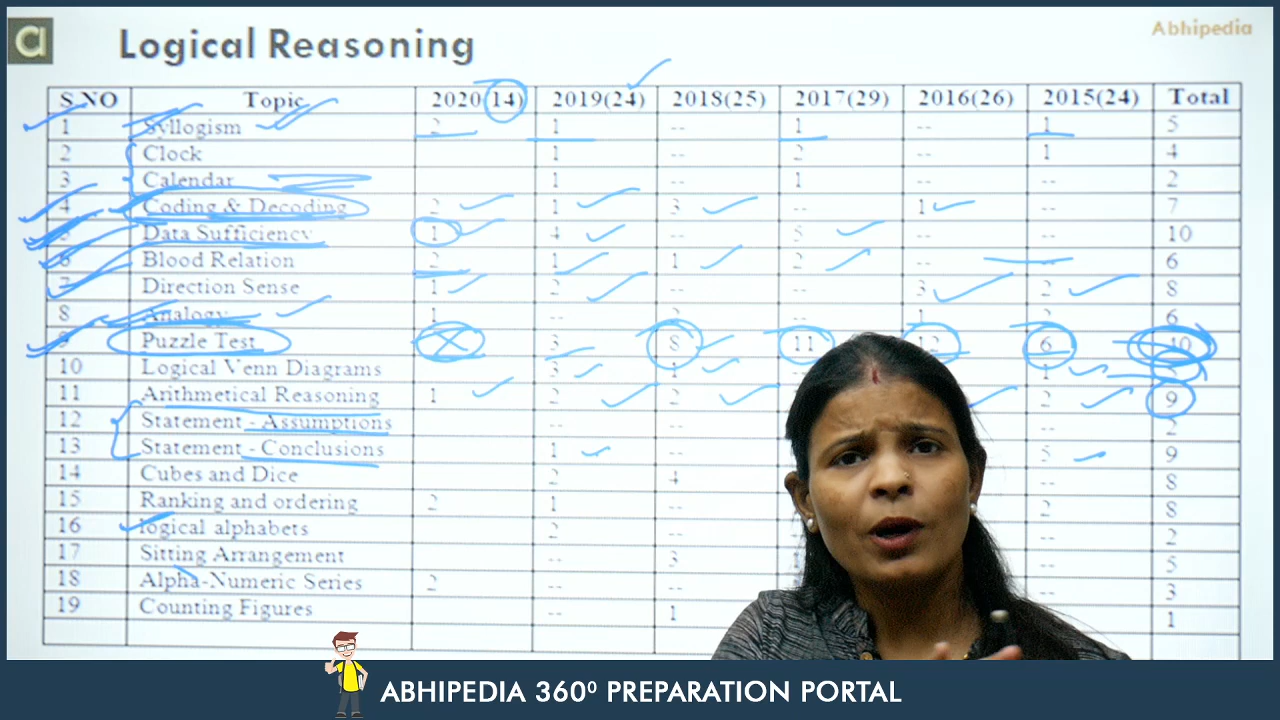 a
Logical Reasoning
Abhipedia
S.NO Topic 2020(14) 2019(24) 2018(25) 2017(29) 2016(26) 2015(24) Total
1 Syllogism 2 1 -- 1 -- 1 5
2 Clock 1 -- 2 -- 1 4
3 Calendar 1 -- 1 -- -- 2
4 Coding & Decoding 2 1 3 -- 1 -- 7
5 Data Sufficiency 1 4 -- 5 -- -- 10
6 Blood Relation 2 1 1 2 6
7 Direction Sense 1 2 -- -- 3 2 8
8 Analogy 1 -- 2 -- 1 2 6
9 Puzzle Test 3 8 11 12 6 40
10 Logical Venn Diagrams 3 1 1
11 Arithmetical Reasoning 1 2 2 2 9
12 Statement - Assumptions -- -- -- 2
13 Statement - Conclusions 1 -- 5 9
14 Cubes and Dice 2 4 -- 8
15 Ranking and ordering 2 1 2 8
16 logical alphabets 2 -- -- 2
17 Sitting Arrangement -- 3 -- 5
18 Alpha-Numeric Series 2 -- -- -- 3
19 Counting Figures -- 1 -- 1
ABHIPEDIA 360⁰ PREPARATION PORTAL